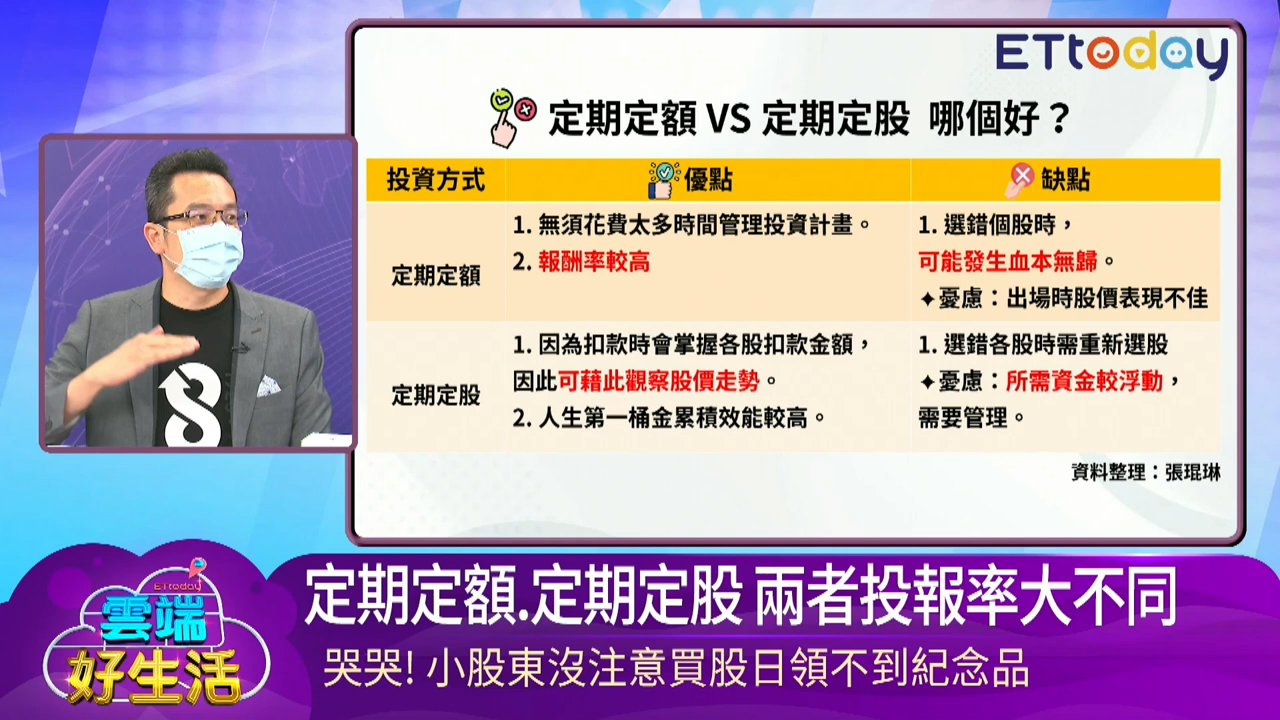 ETtoday
定期定額 VS 定期定股 哪個好？
投資方式 優點 缺點
定期定額
1. 無須花費太多時間管理投資計畫。
2. 報酬率較高
1. 選錯個股時，
可能發生血本無歸。
✦憂慮：出場時股價表現不佳
定期定股
1. 因為扣款時會掌握各股扣款金額，
因此可藉此觀察股價走勢。
2. 人生第一桶金累積效能較高。
1. 選錯各股時需重新選股
✦憂慮：所需資金較浮動，
需要管理。
資料整理：張琨琳
ETtoday
雲端
好生活
定期定額.定期定股 兩者投報率大不同
哭哭! 小股東沒注意買股日領不到紀念品